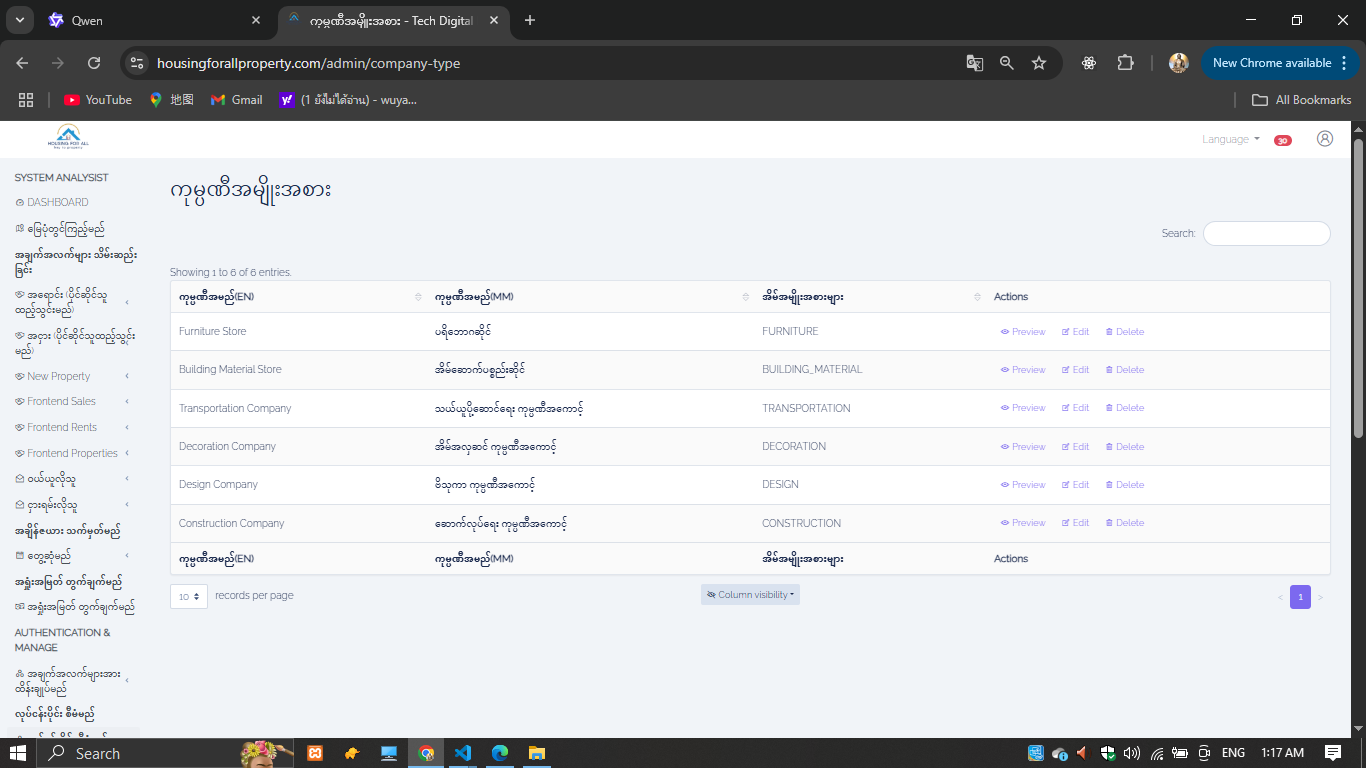 Qwen
ကုမ္ပဏီအမျိုးအစား - Tech Digital
housingforallproperty.com/admin/company-type
New Chrome available
YouTube
地图
Gmail
(1 ยังไม่ได้อ่าน) - wuya...
All Bookmarks
HOUSING FOR ALL
Language
30
SYSTEM ANALYSIST
ကုမ္ပဏီအမျိုးအစား
DASHBOARD
မြေပုံတွင်ကြည့်မည်
Search:
အချက်အလက်များ သိမ်းဆည်း
ခြင်း
Showing 1 to 6 of 6 entries.
အရောင်း (ပိုင်ဆိုင်သူ
ထည့်သွင်းမည်)
အငှား (ပိုင်ဆိုင်သူထည့်သွင်း
မည်)
New Property
Frontend Sales
Frontend Rents
Frontend Properties
ဝယ်ယူလိုသူ
ငှားရမ်းလိုသူ
အချိန်ဇယား သက်မှတ်မည်
တွေ့ဆုံမည်
အရှုံးအမြတ် တွက်ချက်မည်
အရှုံးအမြတ် တွက်ချက်မည်
AUTHENTICATION &
MANAGE
အချက်အလက်များအား
ထိန်းချုပ်မည်
လုပ်ငန်းပိုင်း စီမံမည်
ကုမ္ပဏီအမည်(EN) ကုမ္ပဏီအမည်(MM) အိမ်အမျိုးအစားများ Actions
Furniture Store ပရိဘောဂဆိုင် FURNITURE Preview Edit Delete
Building Material Store အိမ်ဆောက်ပစ္စည်းဆိုင် BUILDING_MATERIAL Preview Edit Delete
Transportation Company သယ်ယူပို့ဆောင်ရေး ကုမ္ပဏီအကောင့် TRANSPORTATION Preview Edit Delete
Decoration Company အိမ်အလှဆင် ကုမ္ပဏီအကောင့် DECORATION Preview Edit Delete
Design Company ဗိသုကာ ကုမ္ပဏီအကောင့် DESIGN Preview Edit Delete
Construction Company ဆောက်လုပ်ရေး ကုမ္ပဏီအကောင့် CONSTRUCTION Preview Edit Delete
ကုမ္ပဏီအမည်(EN) ကုမ္ပဏီအမည်(MM) အိမ်အမျိုးအစားများ Actions
10 records per page Column visibility < 1 >
Search
ENG 1:17 AM